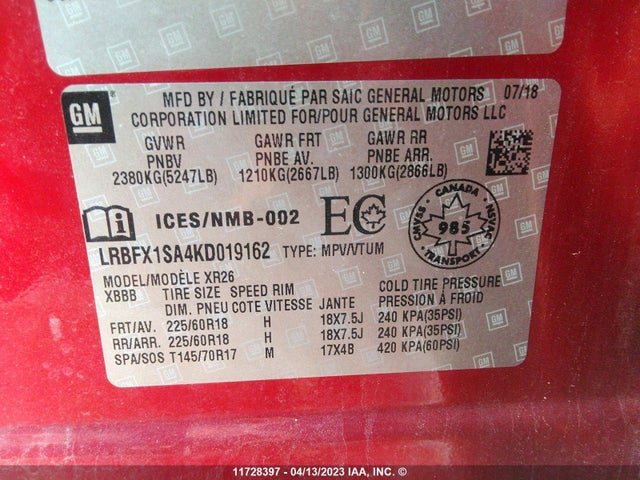 GM
MFD BY / FABRIQUÉ PAR SAIC GENERAL MOTORS 07/18
CORPORATION LIMITED FOR/POUR GENERAL MOTORS LLC
GVWR GAWR FRT GAWR RR
PNBV PNBE AV. PNBE ARR.
2380KG(5247LB) 1210KG(2667LB) 1300KG(2866LB)
ICES/NMB-002 EC
CANADA CMVSS 985 NSVAC TRANSPORT
LRBFX1SA4KD019162 TYPE: MPV/VTUM
MODEL/MODÈLE XR26
XBBB TIRE SIZE SPEED RIM COLD TIRE PRESSURE
DIM. PNEU COTE VITESSE JANTE PRESSION À FROID
FRT/AV. 225/60R18 H 18X7.5J 240 KPA(35PSI)
RR/ARR. 225/60R18 H 18X7.5J 240 KPA(35PSI)
SPA/SOS T145/70R17 M 17X4B 420 KPA(60PSI)
11728397 - 04/13/2023 IAA, INC. ©